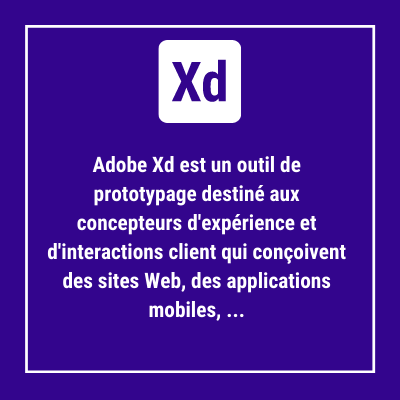 Xd
Adobe Xd est un outil de
prototypage destiné aux
concepteurs d'expérience et
d'interactions client qui conçoivent
des sites Web, des applications
mobiles, ...